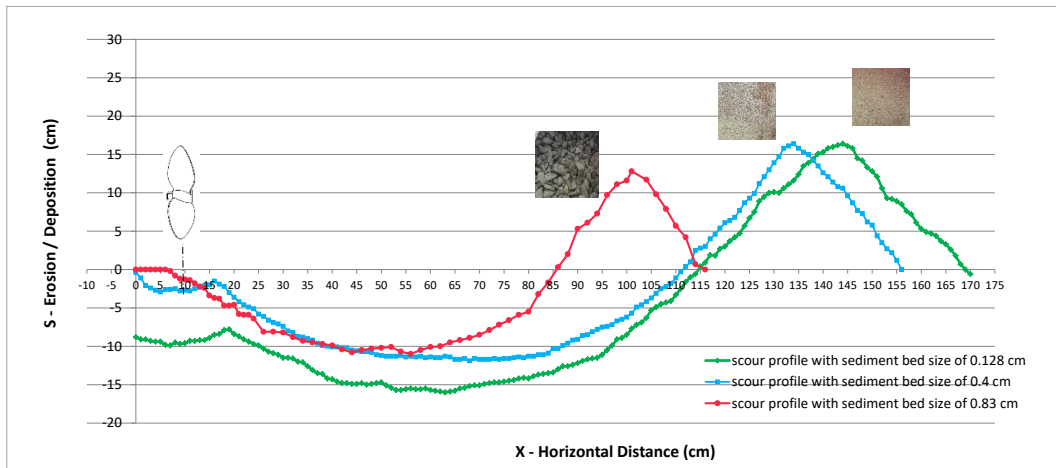 30
25
20
15
10
5
0
-5
-10
-15
-20
0 5 10 15 20 25 30 35 40 45 50 55 60 65 70 75 80 85 90 95 100 105 110 115 120 125 130 135 140 145 150 155 160 165 170 175
S - Erosion / Deposition (cm)
X - Horizontal Distance (cm)
scour profile with sediment bed size of 0.128 cm
scour profile with sediment bed size of 0.4 cm
scour profile with sediment bed size of 0.83 cm